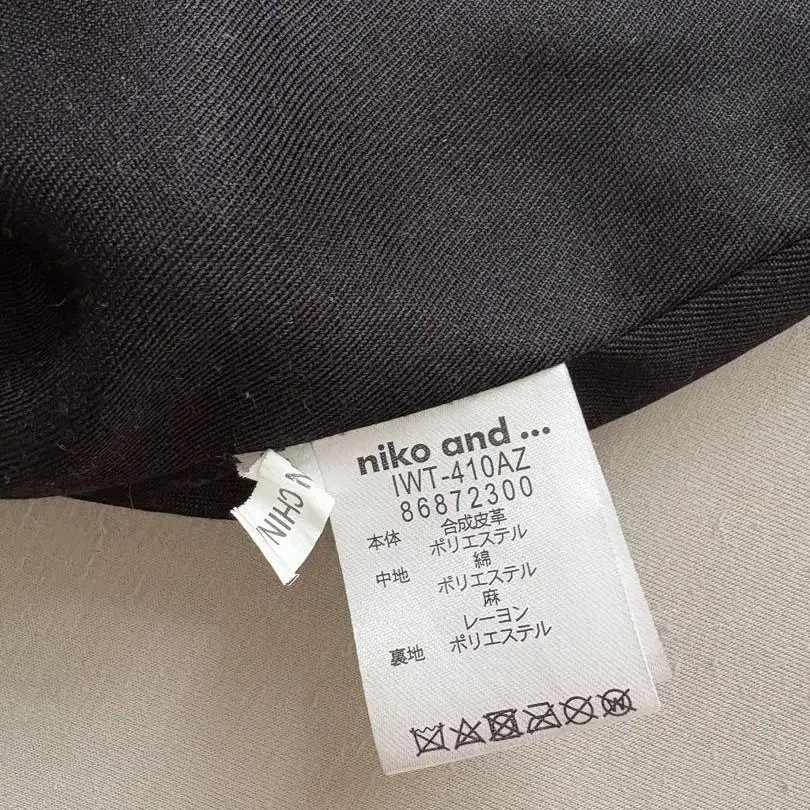 niko and ...
IWT-410AZ
86872300
本体 合成皮革
ポリエステル
中地 綿
ポリエステル
麻
レーヨン
裏地 ポリエステル
CHIN